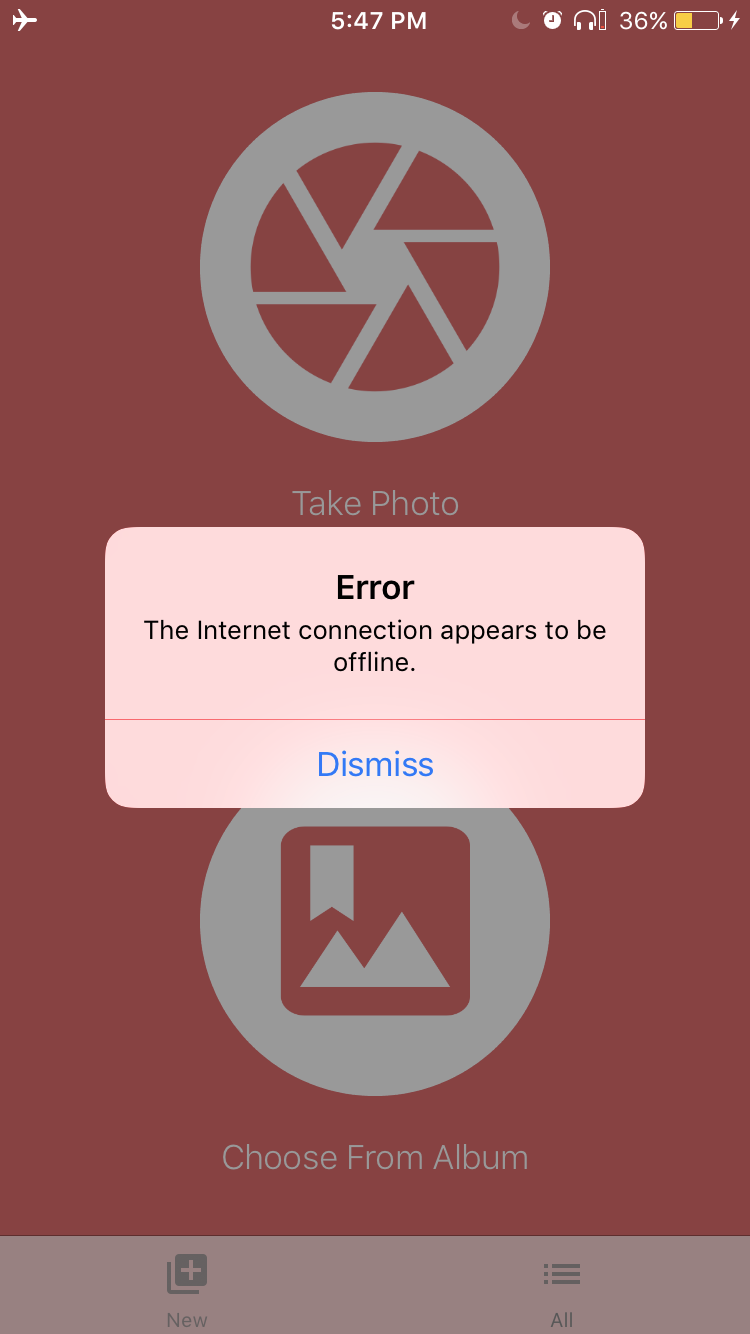 5:47 PM
36%
Take Photo
Error
The Internet connection appears to be
offline.
Dismiss
Choose From Album
New
All